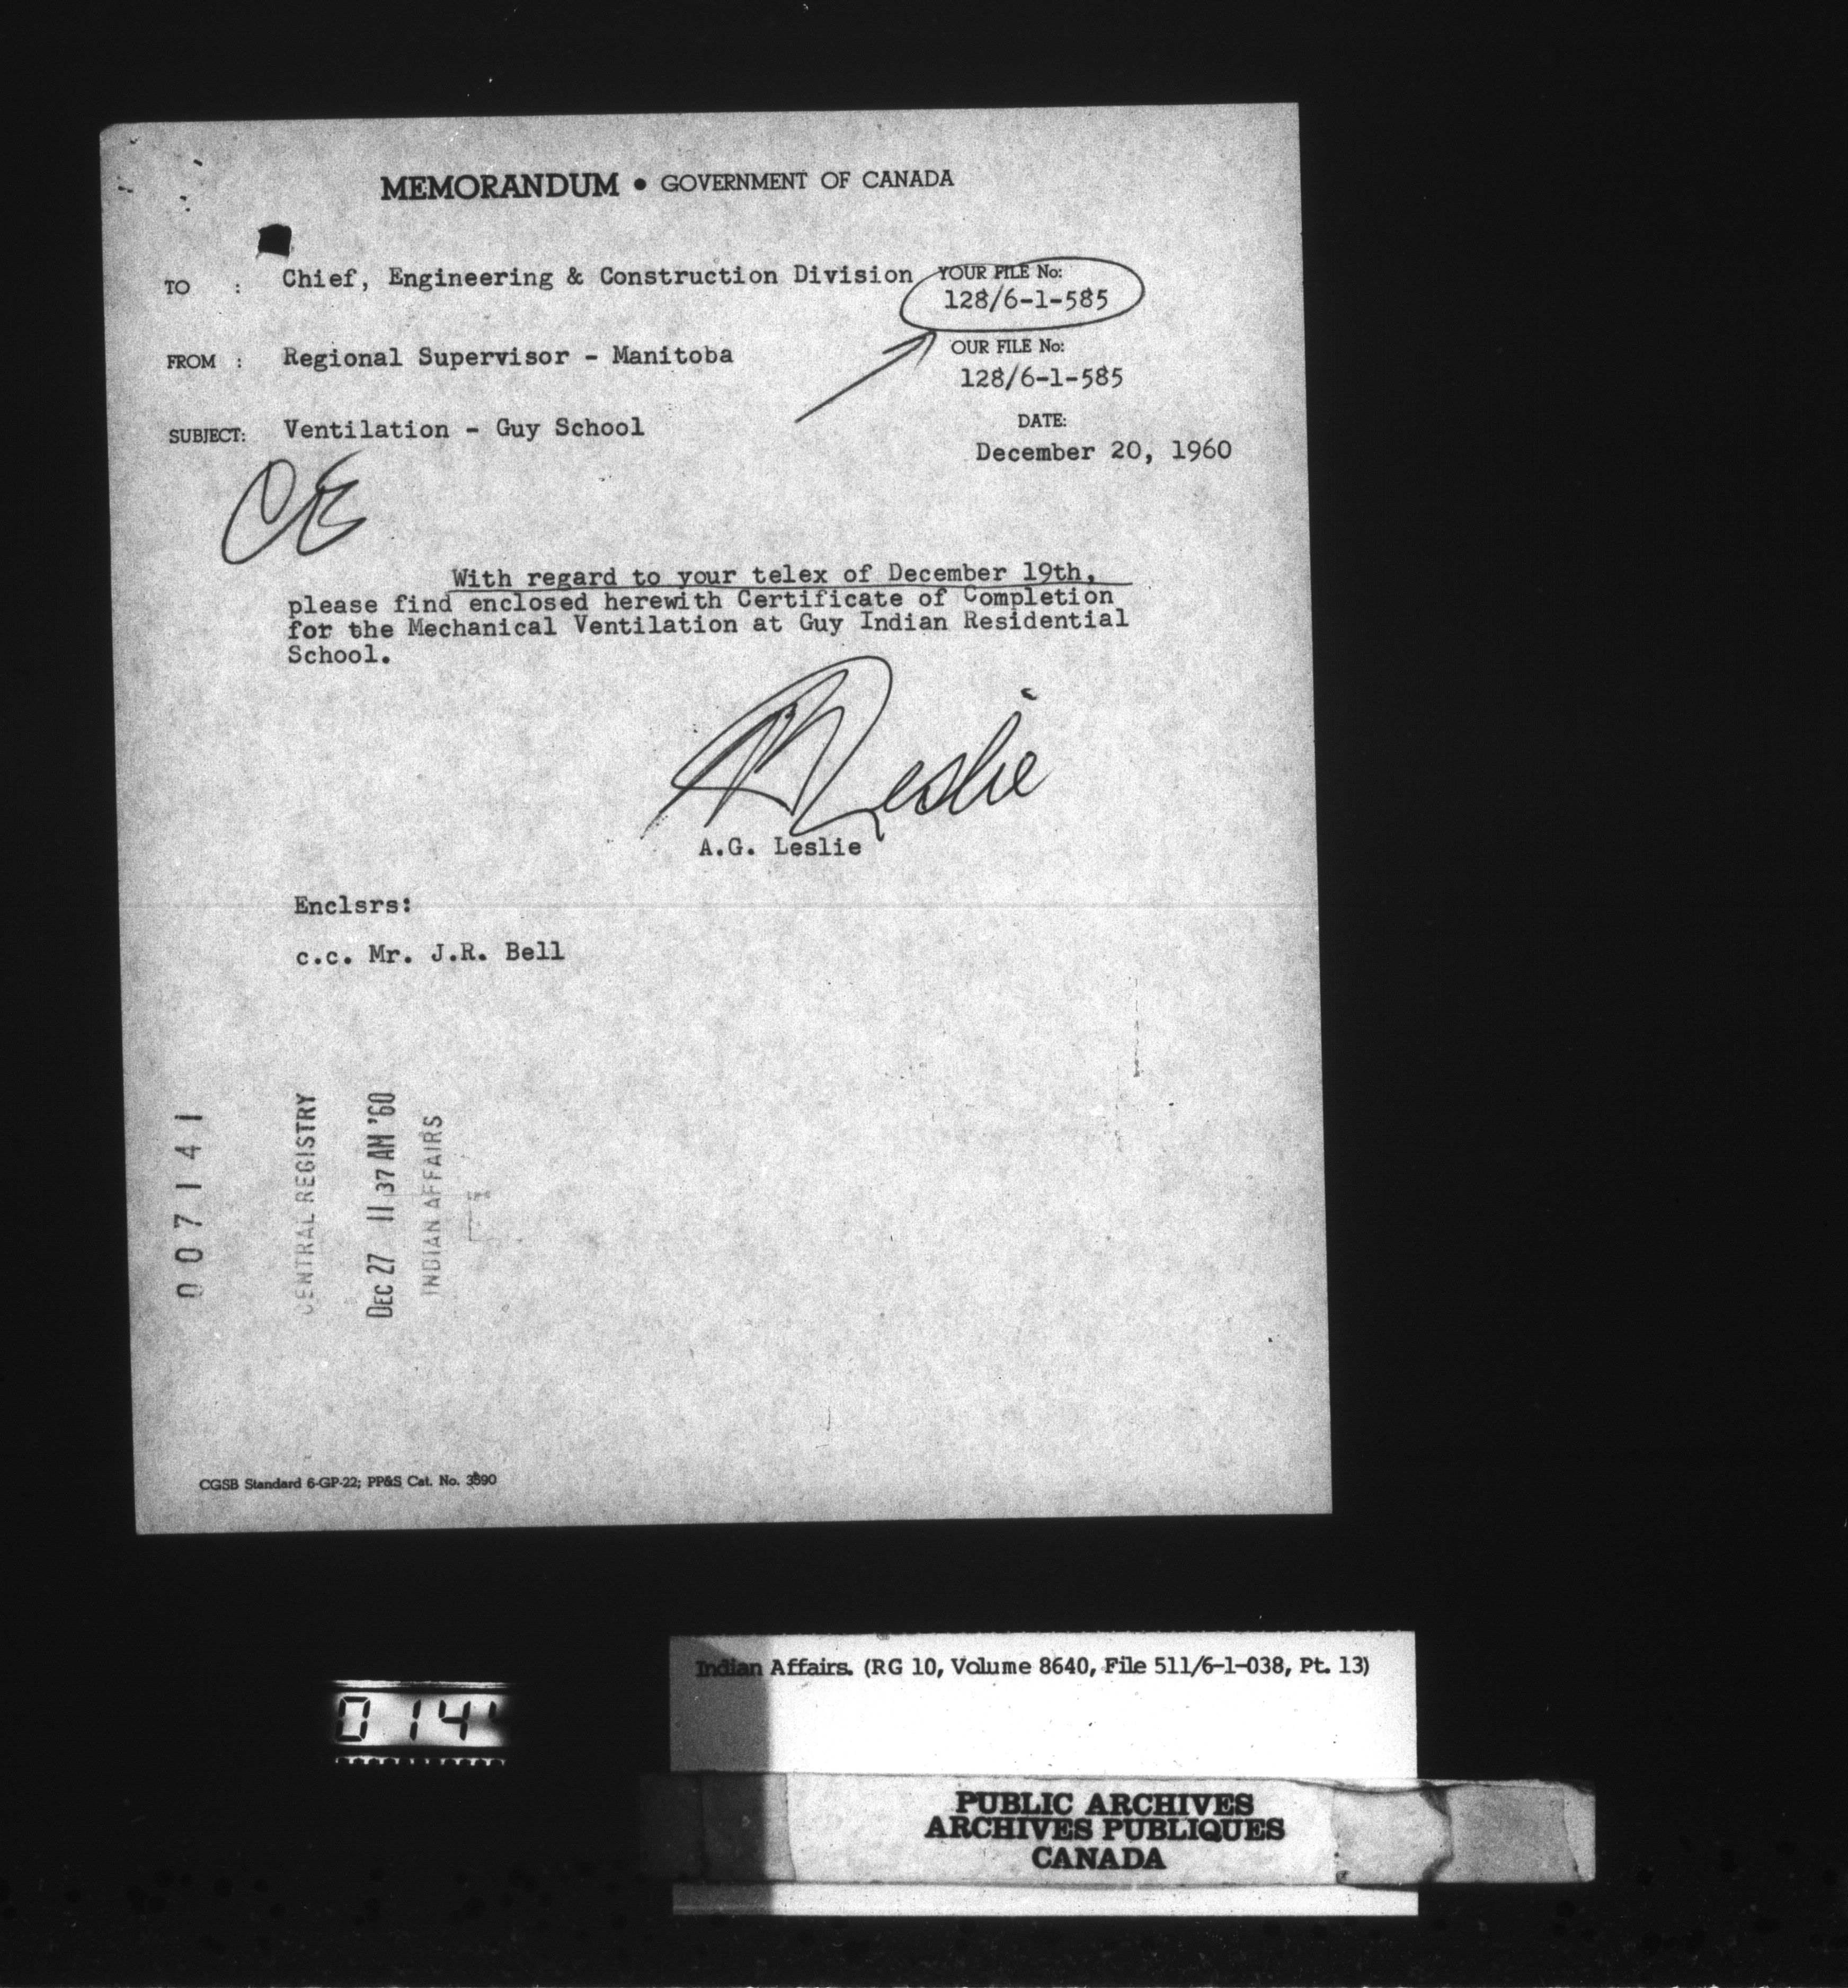 MEMORANDUM • GOVERNMENT OF CANADA
TO : Chief, Engineering & Construction Division
YOUR FILE No:
128/6-1-585
FROM : Regional Supervisor - Manitoba
OUR FILE No:
128/6-1-585
SUBJECT: Ventilation - Guy School
DATE:
December 20, 1960
CE
With regard to your telex of December 19th,
please find enclosed herewith Certificate of Completion
for the Mechanical Ventilation at Guy Indian Residential
School.
A Leslie
A.G. Leslie
Enclsrs:
c.c. Mr. J.R. Bell
007141
CENTRAL REGISTRY
DEC 27 11 37 AM '60
INDIAN AFFAIRS
CGSB Standard 6-GP-22; PP&S Cat. No. 3590
Indian Affairs. (RG 10, Volume 8640, File 511/6-1-038, Pt. 13)
014
PUBLIC ARCHIVES
ARCHIVES PUBLIQUES
CANADA